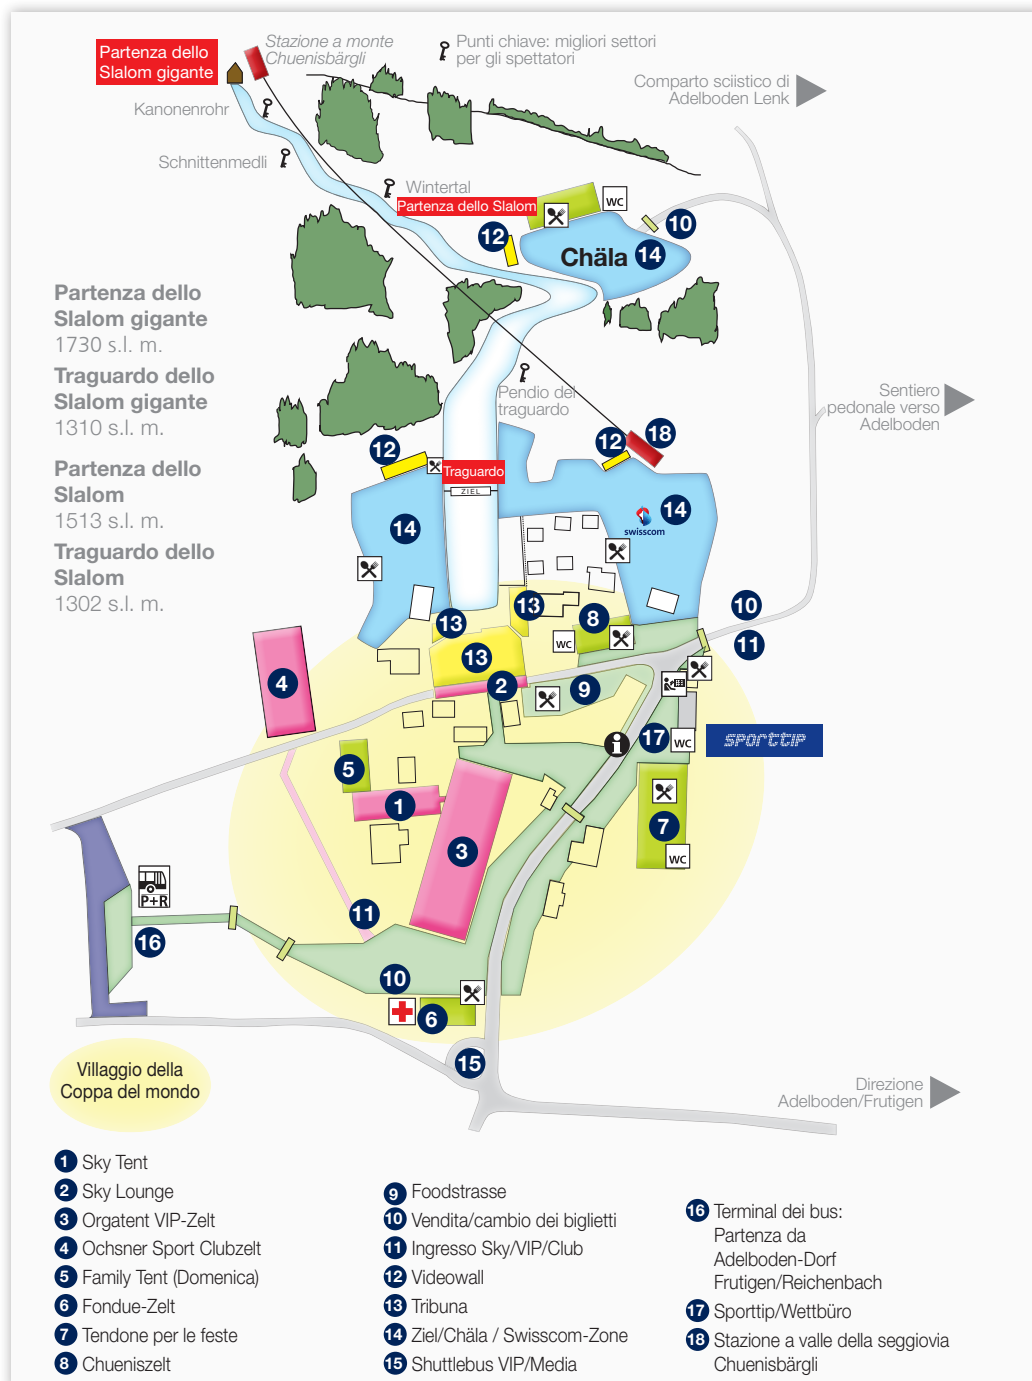 Partenza dello
Slalom gigante
Stazione a monte
Chuenisbärgli
Punti chiave: migliori settori
per gli spettatori
Comparto sciistico di
Adelboden Lenk
Kanonenrohr
Schnittenmedli
Wintertal
Partenza dello Slalom
WC
10
12
Chäla
14
Partenza dello
Slalom gigante
1730 s.l. m.
Traguardo dello
Slalom gigante
1310 s.l. m.
Partenza dello
Slalom
1513 s.l. m.
Traguardo dello
Slalom
1302 s.l. m.
Pendio del
traguardo
Sentiero
pedonale verso
Adelboden
12
12
18
Traguardo
ZIEL
14
14
swisscom
13
13
13
8
WC
10
11
4
2
9
17
WC
SPORTTIP
5
1
3
7
WC
P+R
16
11
10
6
15
Villaggio della
Coppa del mondo
Direzione
Adelboden/Frutigen
1 Sky Tent
2 Sky Lounge
3 Orgatent VIP-Zelt
4 Ochsner Sport Clubzelt
5 Family Tent (Domenica)
6 Fondue-Zelt
7 Tendone per le feste
8 Chueniszelt
9 Foodstrasse
10 Vendita/cambio dei biglietti
11 Ingresso Sky/VIP/Club
12 Videowall
13 Tribuna
14 Ziel/Chäla / Swisscom-Zone
15 Shuttlebus VIP/Media
16 Terminal dei bus:
Partenza da
Adelboden-Dorf
Frutigen/Reichenbach
17 Sporttip/Wettbüro
18 Stazione a valle della seggiovia
Chuenisbärgli